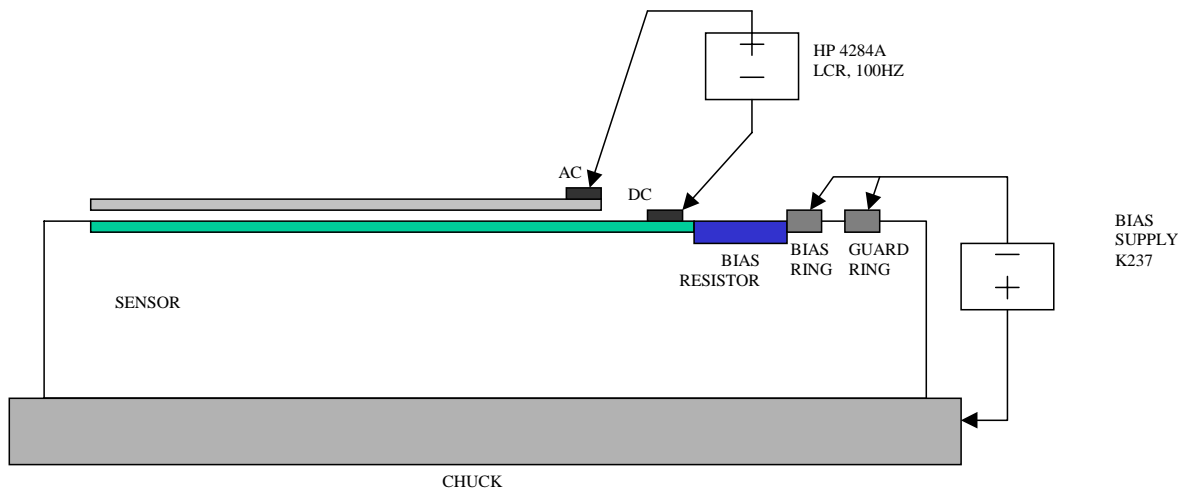 HP 4284A
LCR, 100HZ
AC
DC
BIAS
SUPPLY
K237
BIAS
RESISTOR
BIAS
RING
GUARD
RING
SENSOR
CHUCK